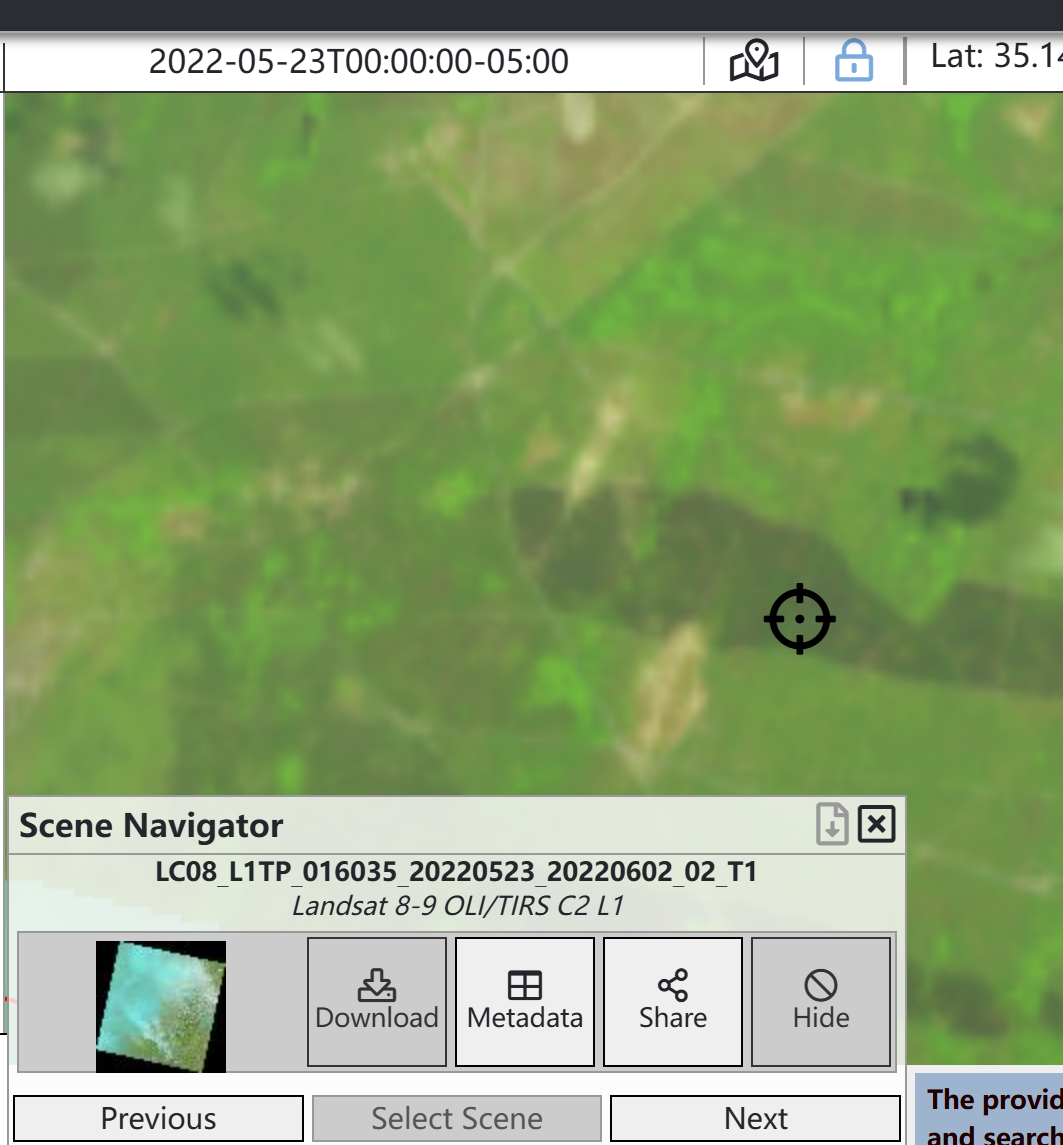 2022-05-23T00:00:00-05:00
Lat: 35.14
Scene Navigator
LC08_L1TP_016035_20220523_20220602_02_T1
Landsat 8-9 OLI/TIRS C2 L1
Download
Metadata
Share
Hide
Previous
Select Scene
Next
The provid
and search